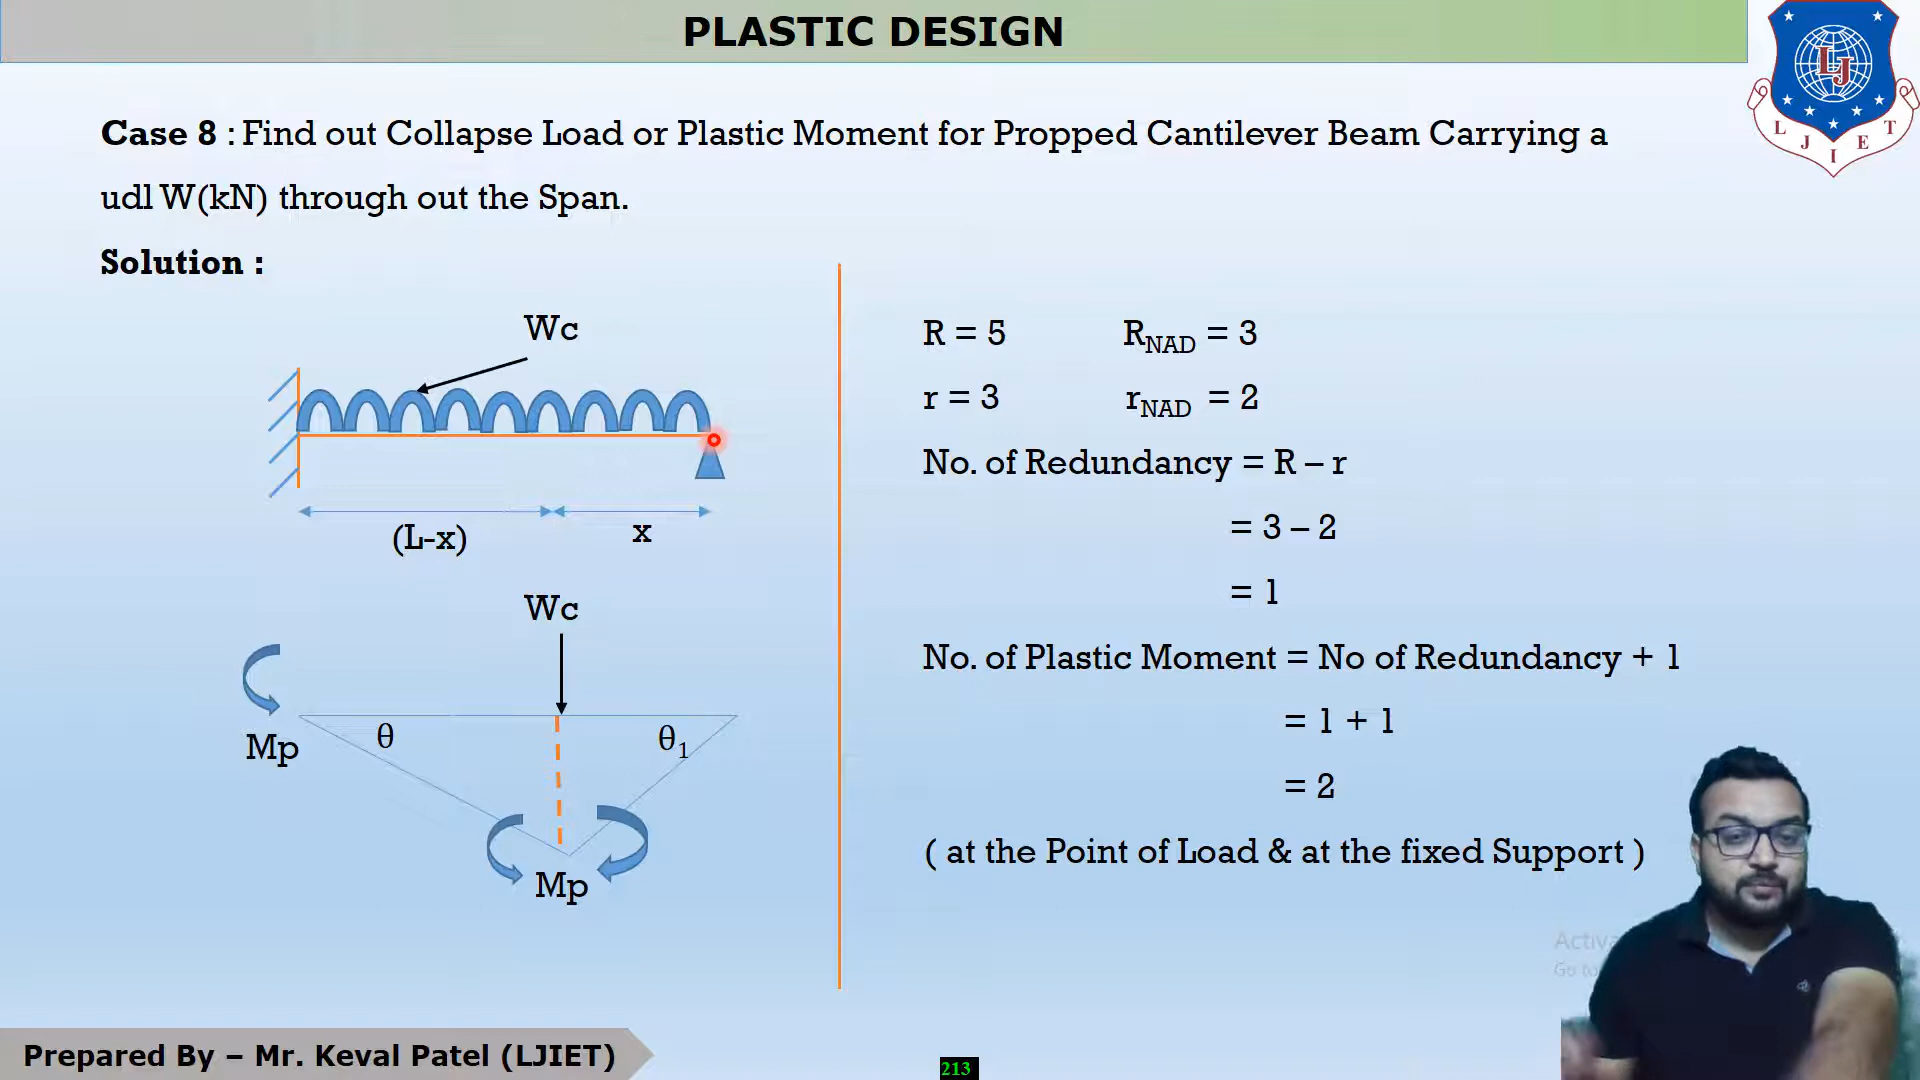 PLASTIC DESIGN
LJ
L J I E T
Case 8 : Find out Collapse Load or Plastic Moment for Propped Cantilever Beam Carrying a
udl W(kN) through out the Span.
Solution :
Wc
(L-x)
x
Wc
Mp
θ
θ₁
Mp
R = 5 R_NAD = 3
r = 3 r_NAD = 2
No. of Redundancy = R – r
= 3 – 2
= 1
No. of Plastic Moment = No of Redundancy + 1
= 1 + 1
= 2
( at the Point of Load & at the fixed Support )
Prepared By – Mr. Keval Patel (LJIET)
213